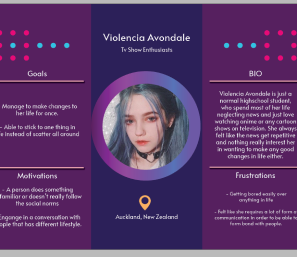 Violencia Avondale
Tv Show Enthusiasts
Goals
- Manage to make changes to
her life for once.
- Able to stick to one thing in
life instead of scatter all around
Motivations
- A person does something
familiar or doesn't really follow
the social norms
Enganage in a conversation with
people that has different lifestyle.
Auckland, New Zealand
BIO
Violencia Avondale is just a
normal highschool student,
who spend most of her life
neglecting news and just love
watching anime or any cartoon
shows on television. She always
felt like the news get repetitive
and nothing really interest her
in wanting to make any good
changes in life either.
Frustrations
- Getting bored easily over
anything in life
- Felt like she requires a lot of form of
communication in order to be able to
form bond with people.